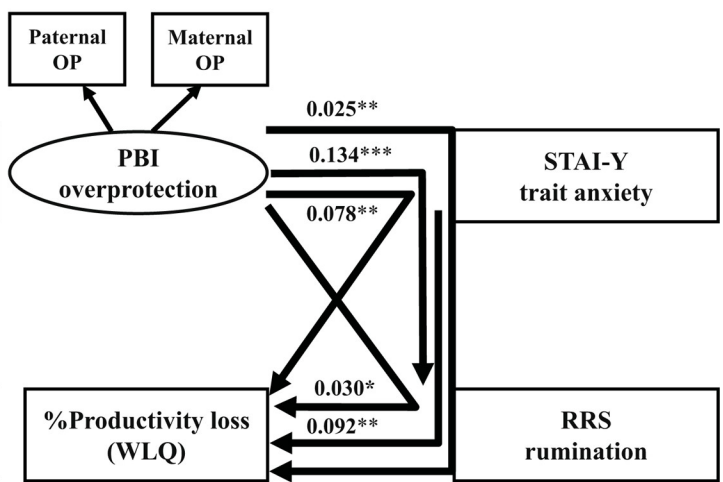 Paternal
OP
Maternal
OP
0.025**
PBI
overprotection
0.134***
STAI-Y
trait anxiety
0.078**
0.030*
%Productivity loss
(WLQ)
0.092**
RRS
rumination